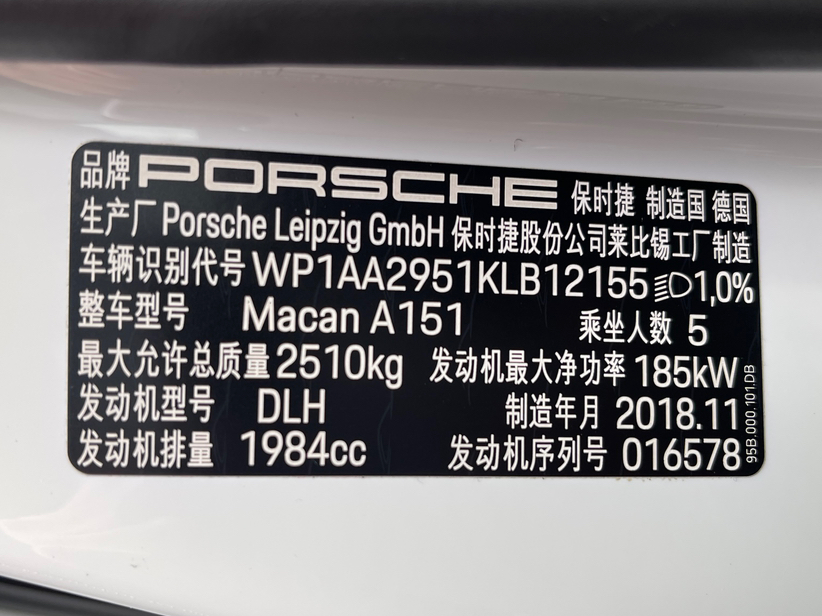 品牌 PORSCHE 保时捷 制造国 德国
生产厂 Porsche Leipzig GmbH 保时捷股份公司莱比锡工厂制造
车辆识别代号 WP1AA2951KLB12155 1,0%
整车型号 Macan A151 乘坐人数 5
最大允许总质量 2510kg 发动机最大净功率 185kW
发动机型号 DLH 制造年月 2018.11
发动机排量 1984cc 发动机序列号 016578
95B.000.101.DB